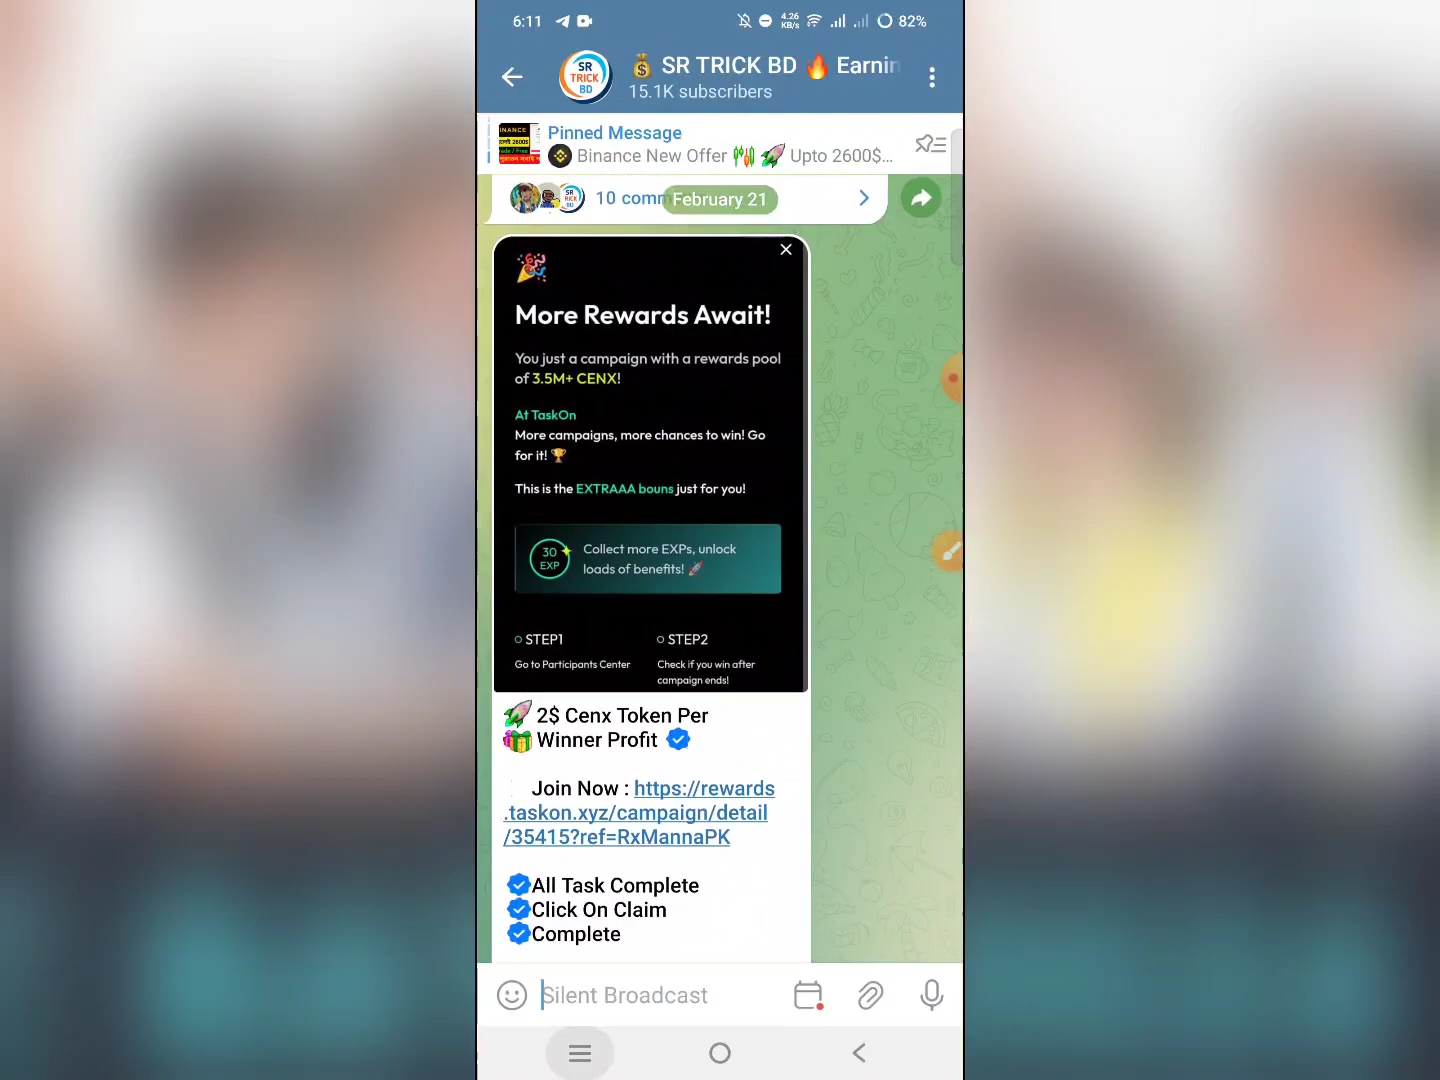 6:11
4.26
KB/s
82%
SR
TRICK
BD
SR TRICK BD Earnin
15.1K subscribers
Pinned Message
Binance New Offer Upto 2600$...
10 comm
February 21
More Rewards Await!
You just a campaign with a rewards pool
of 3.5M+ CENX!
At TaskOn
More campaigns, more chances to win! Go
for it!
This is the EXTRAAA bouns just for you!
30
EXP
Collect more EXPs, unlock
loads of benefits!
STEP1
STEP2
Go to Participants Center
Check if you win after
campaign ends!
2$ Cenx Token Per
Winner Profit
Join Now : https://rewards
.taskon.xyz/campaign/detail
/35415?ref=RxMannaPK
All Task Complete
Click On Claim
Complete
Silent Broadcast